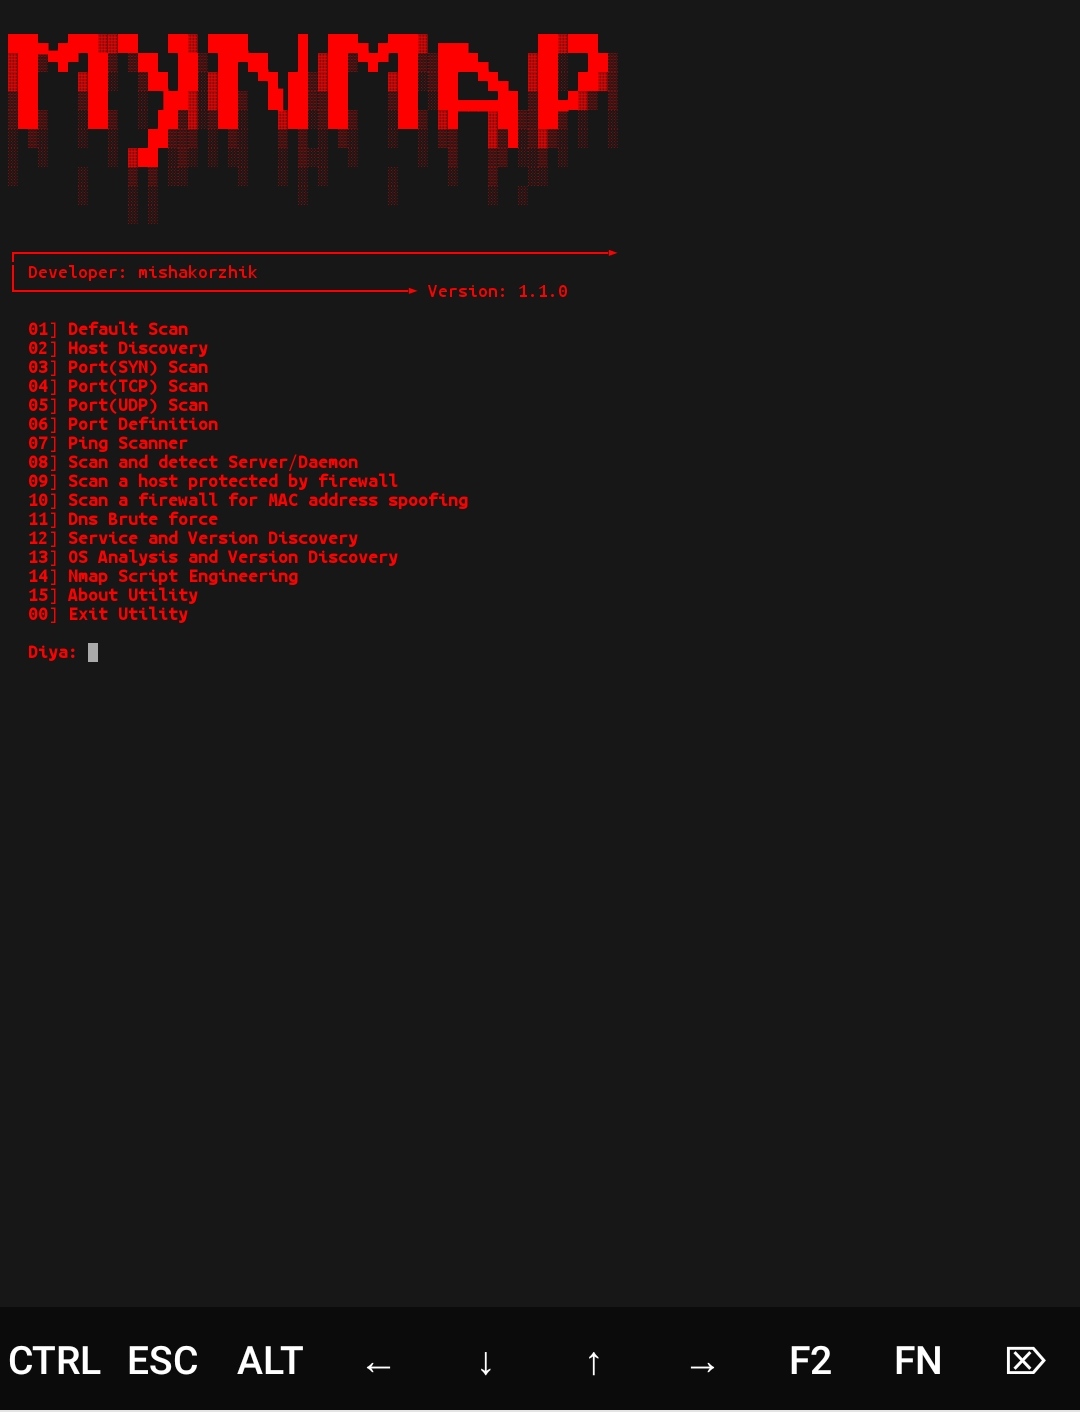 MyNMAP
Developer: mishakorzhik
Version: 1.1.0
01] Default Scan
02] Host Discovery
03] Port(SYN) Scan
04] Port(TCP) Scan
05] Port(UDP) Scan
06] Port Definition
07] Ping Scanner
08] Scan and detect Server/Daemon
09] Scan a host protected by firewall
10] Scan a firewall for MAC address spoofing
11] Dns Brute force
12] Service and Version Discovery
13] OS Analysis and Version Discovery
14] Nmap Script Engineering
15] About Utility
00] Exit Utility
Diya:
CTRL ESC ALT ← ↓ ↑ → F2 FN ⌦